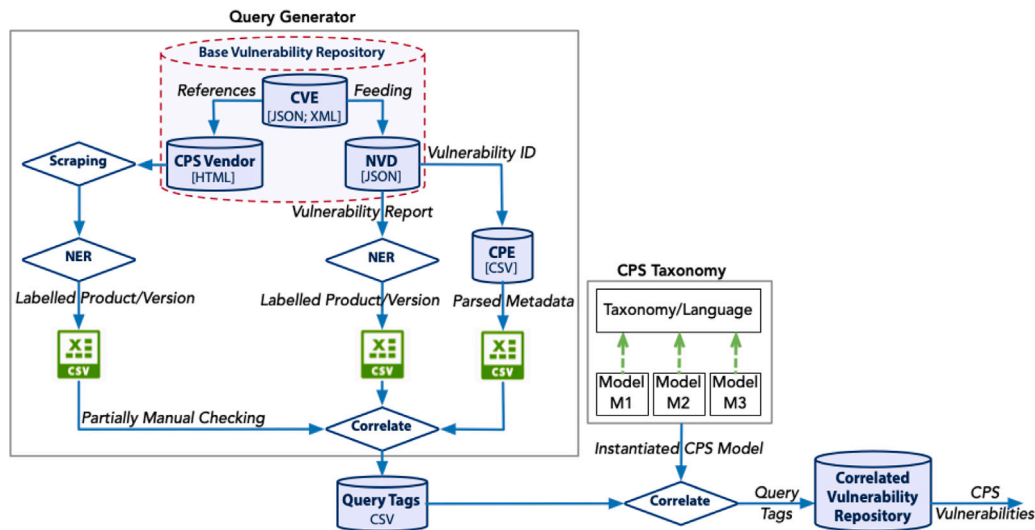 Query Generator
Base Vulnerability Repository
References
Feeding
CVE
[JSON; XML]
Scraping
CPS Vendor
[HTML]
NVD
[JSON]
Vulnerability ID
Vulnerability Report
NER
NER
CPE
[CSV]
Labelled Product/Version
Labelled Product/Version
Parsed Metadata
CSV
CSV
CSV
Partially Manual Checking
Correlate
Query Tags
CSV
CPS Taxonomy
Taxonomy/Language
Model
M1
Model
M2
Model
M3
Instantiated CPS Model
Correlate
Query
Tags
Correlated
Vulnerability
Repository
CPS
Vulnerabilities